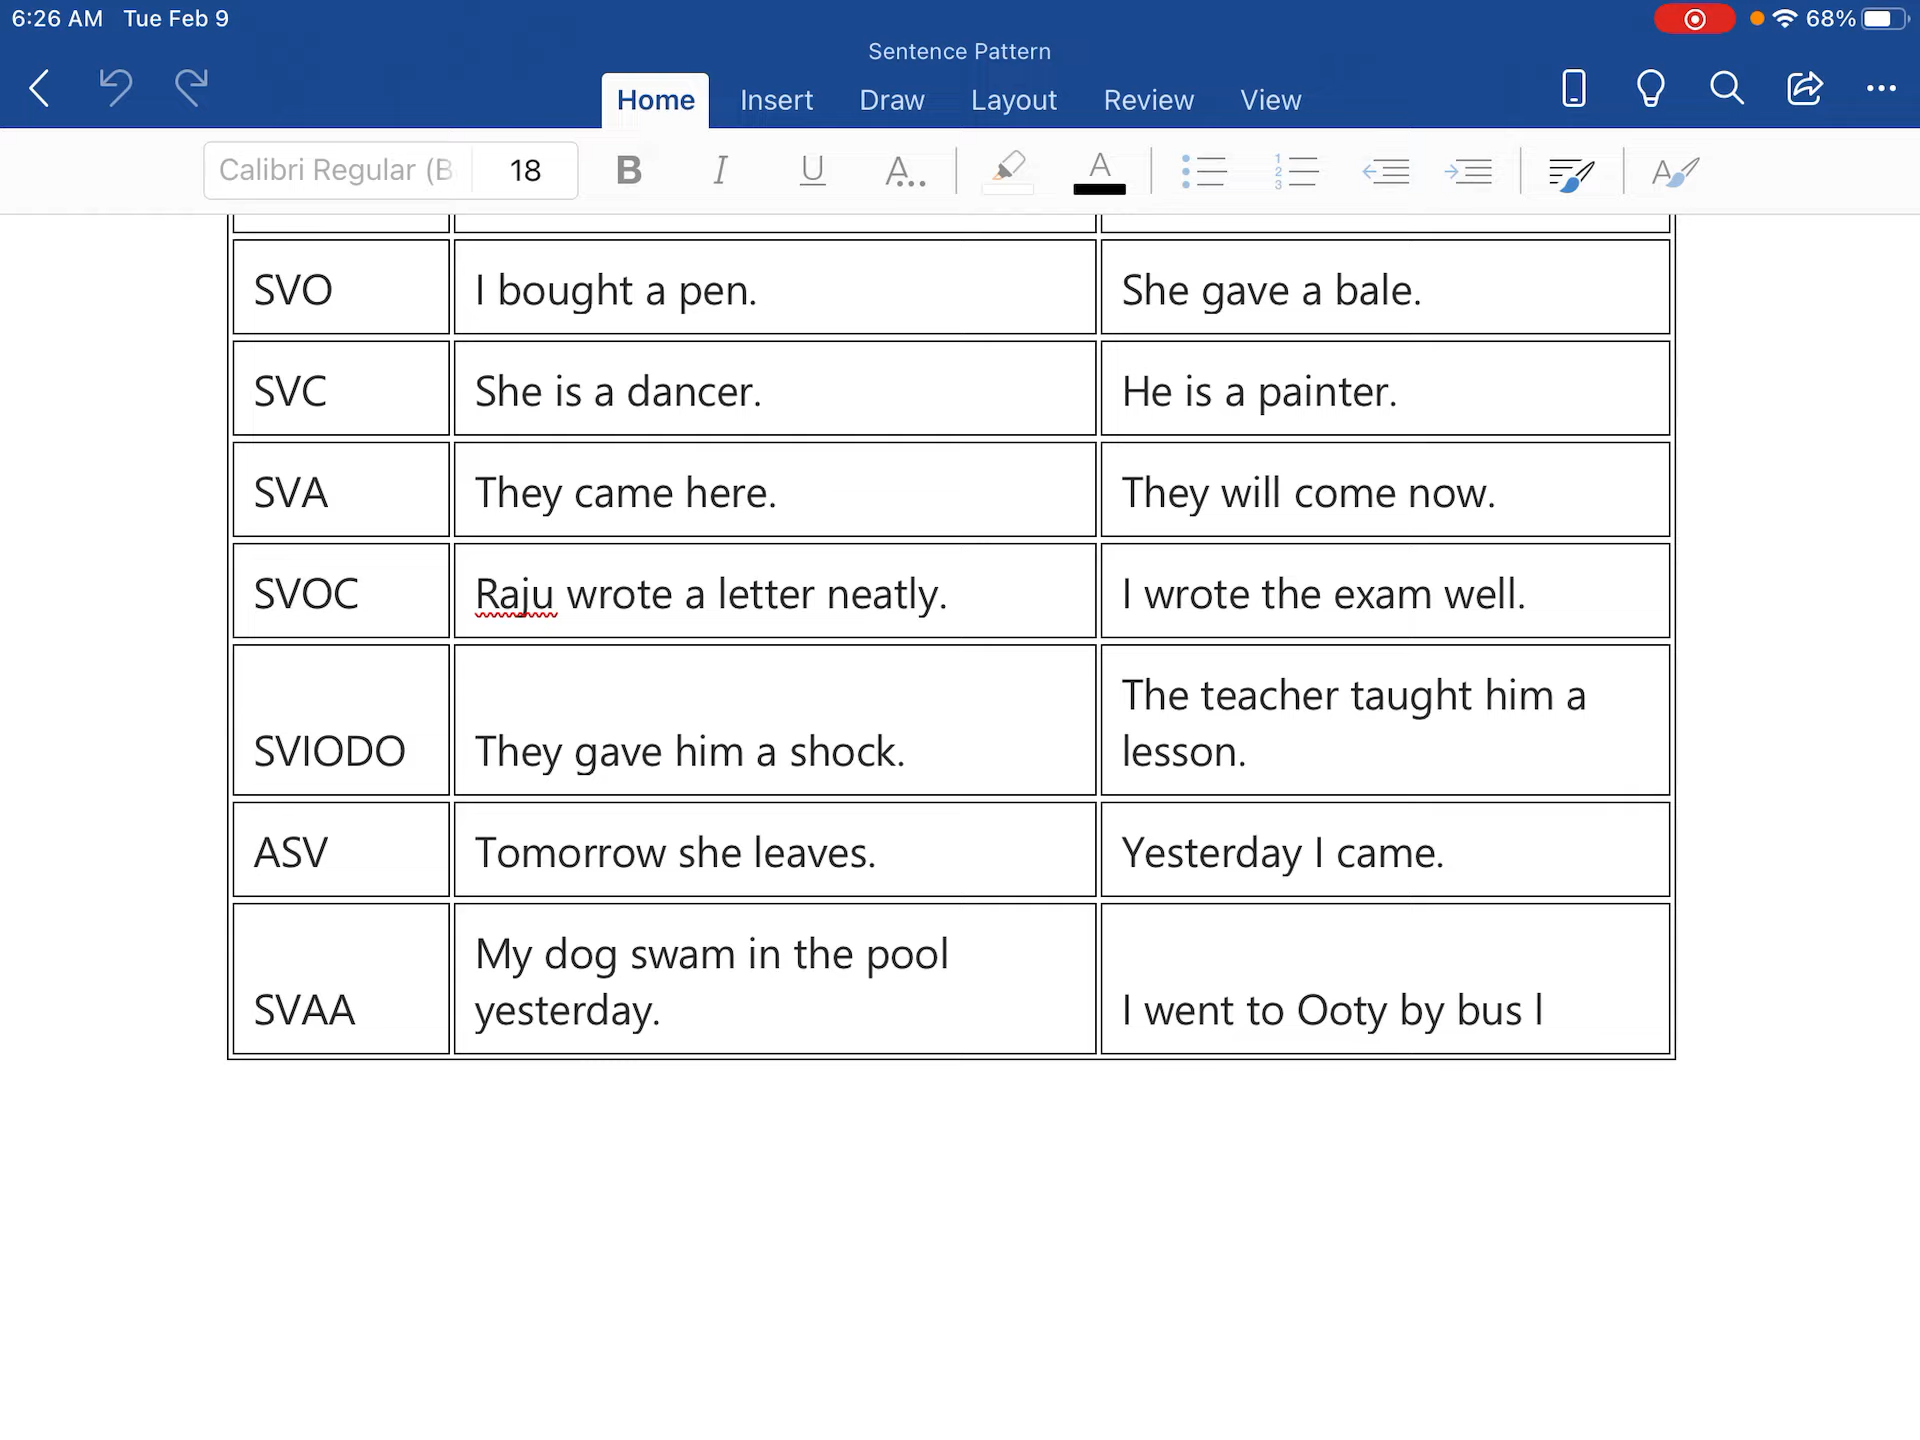 6:26 AM Tue Feb 9
68%
Sentence Pattern
Home Insert Draw Layout Review View
Calibri Regular (B 18 B I U A...  A
SVO I bought a pen. She gave a bale.
SVC She is a dancer. He is a painter.
SVA They came here. They will come now.
SVOC Raju wrote a letter neatly. I wrote the exam well.
SVIODO They gave him a shock. The teacher taught him a
lesson.
ASV Tomorrow she leaves. Yesterday I came.
SVAA My dog swam in the pool
yesterday. I went to Ooty by bus l